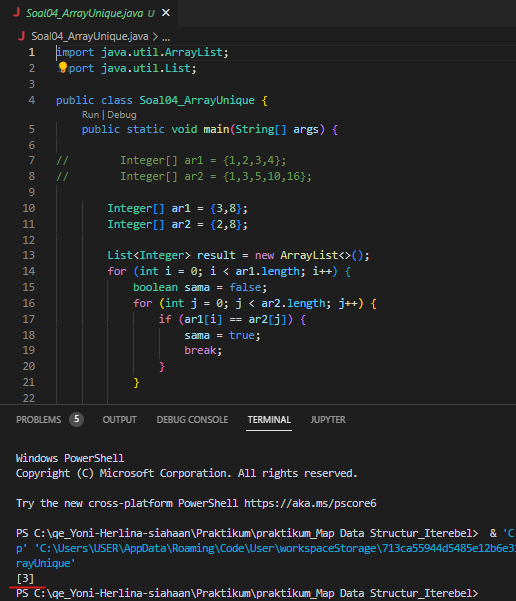 Soal04_ArrayUnique.java U
Soal04_ArrayUnique.java > ...
1 import java.util.ArrayList;
2 import java.util.List;
3
4 public class Soal04_ArrayUnique {
Run | Debug
5 public static void main(String[] args) {
6
7 // Integer[] ar1 = {1,2,3,4};
8 // Integer[] ar2 = {1,3,5,10,16};
9
10 Integer[] ar1 = {3,8};
11 Integer[] ar2 = {2,8};
12
13 List<Integer> result = new ArrayList<>();
14 for (int i = 0; i < ar1.length; i++) {
15 boolean sama = false;
16 for (int j = 0; j < ar2.length; j++) {
17 if (ar1[i] == ar2[j]) {
18 sama = true;
19 break;
20 }
21 }
22
PROBLEMS 5 OUTPUT DEBUG CONSOLE TERMINAL JUPYTER
Windows PowerShell
Copyright (C) Microsoft Corporation. All rights reserved.
Try the new cross-platform PowerShell https://aka.ms/pscore6
PS C:\qe_Yoni-Herlina-siahaan\Praktikum\praktikum_Map Data Structur_Iterebel> & 'C
p' 'C:\Users\USER\AppData\Roaming\Code\User\workspaceStorage\713ca55944d5485e12b6e3
rayUnique'
[3]
PS C:\qe_Yoni-Herlina-siahaan\Praktikum\praktikum_Map Data Structur_Iterebel>